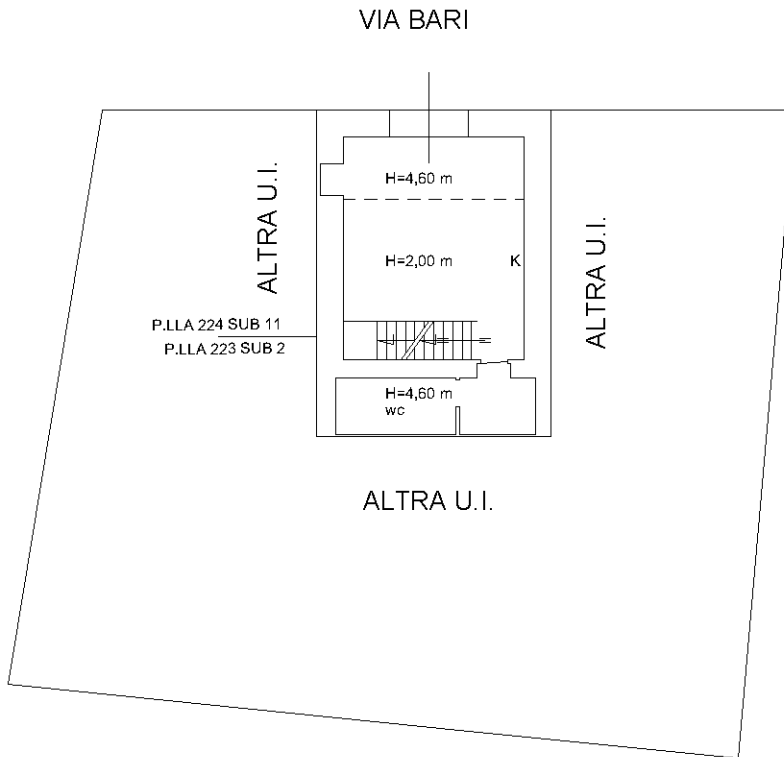 VIA BARI
H=4,60 m
ALTRA U.I.
ALTRA U.I.
H=2,00 m
K
P.LLA 224 SUB 11
P.LLA 223 SUB 2
H=4,60 m
wc
ALTRA U.I.